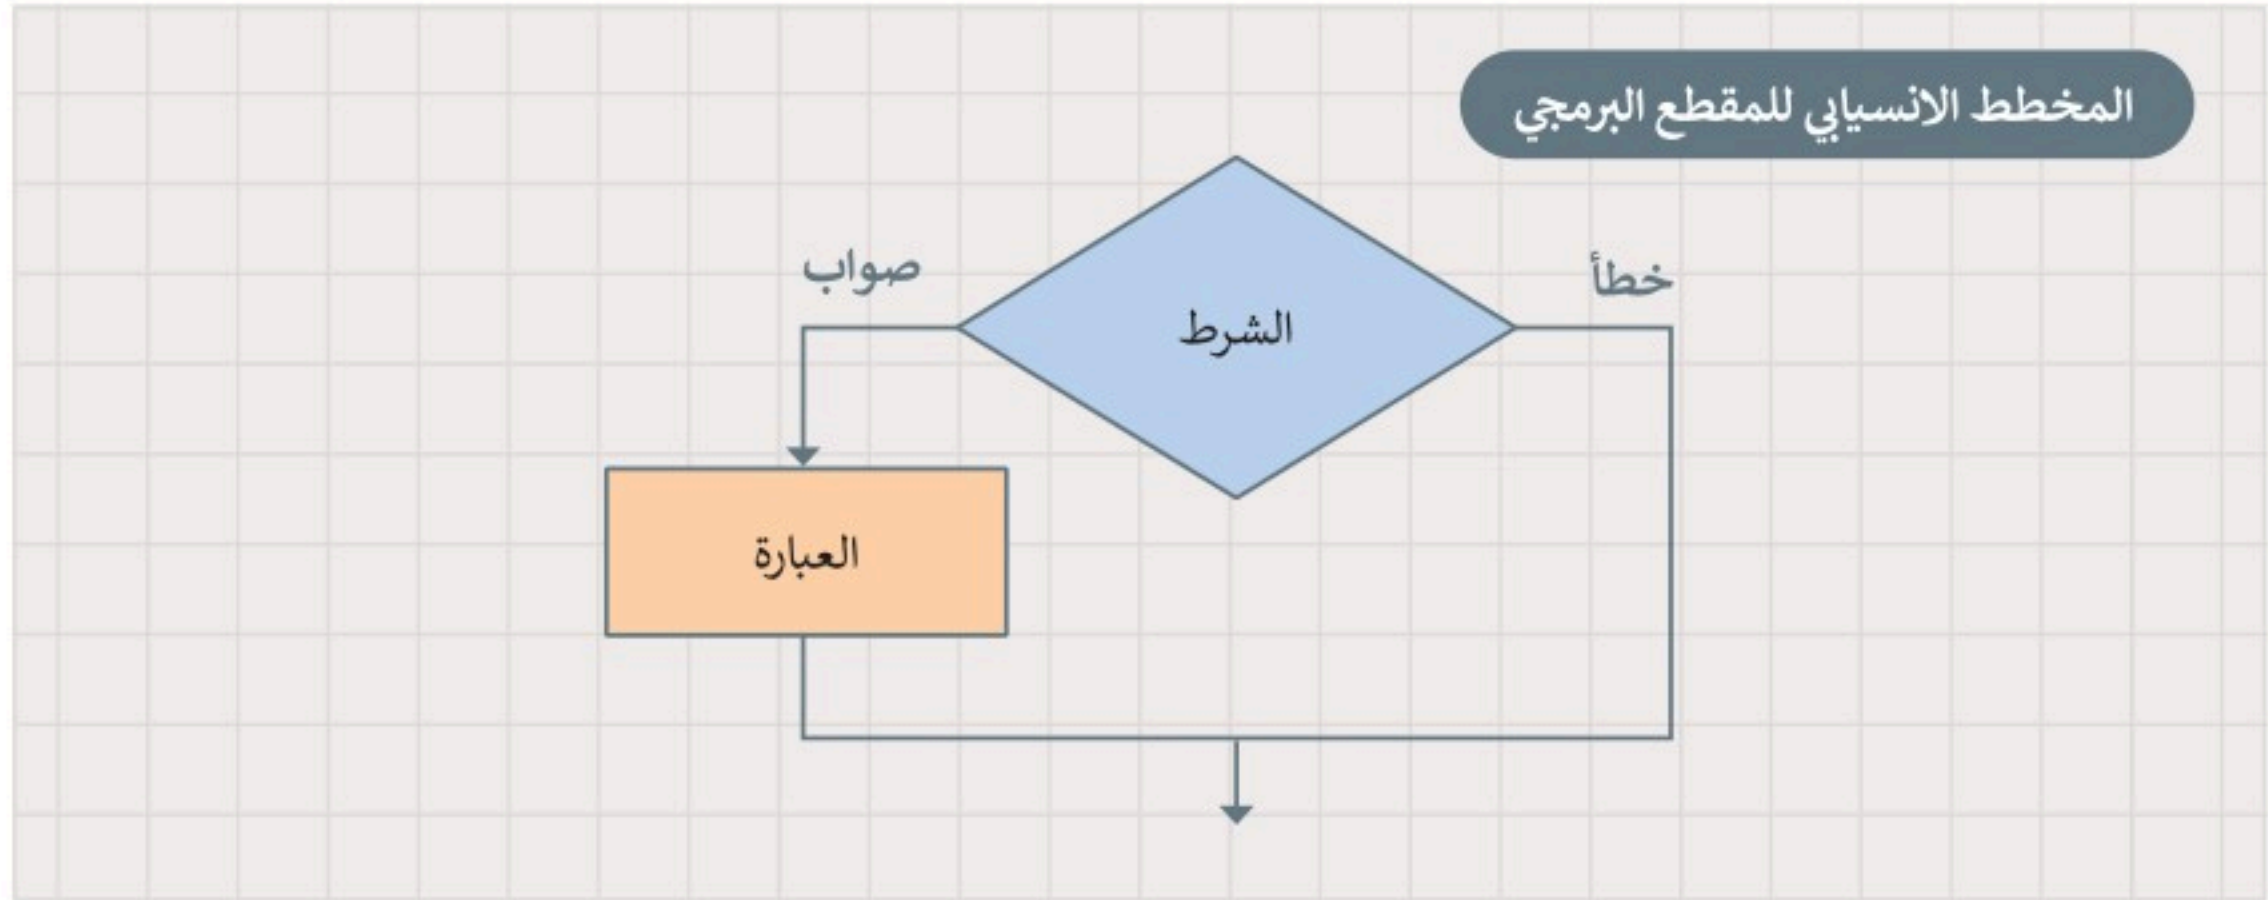 المخطط الانسيابي للمقطع البرمجي
خطأ
صواب
الشرط
العبارة